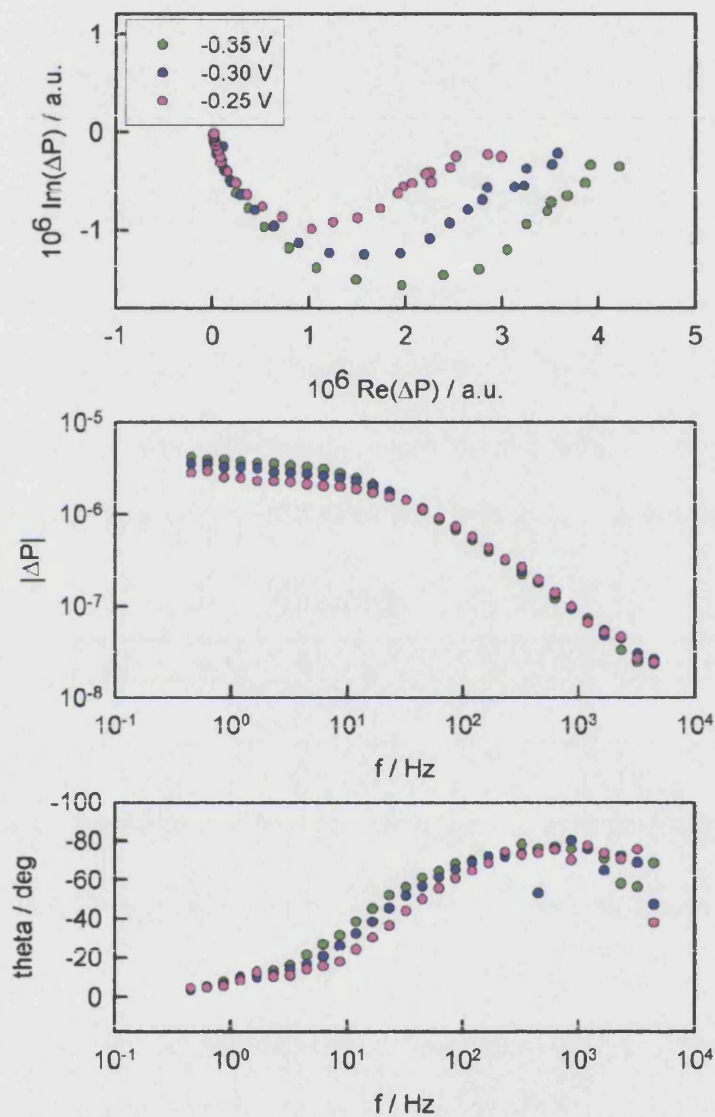 1
0
-1
10⁶ Im(ΔP) / a.u.
-0.35 V
-0.30 V
-0.25 V
-1 0 1 2 3 4 5
10⁶ Re(ΔP) / a.u.
10⁻⁵
10⁻⁶
10⁻⁷
10⁻⁸
|ΔP|
10⁻¹ 10⁰ 10¹ 10² 10³ 10⁴
f / Hz
-100
-80
-60
-40
-20
0
theta / deg
10⁻¹ 10⁰ 10¹ 10² 10³ 10⁴
f / Hz